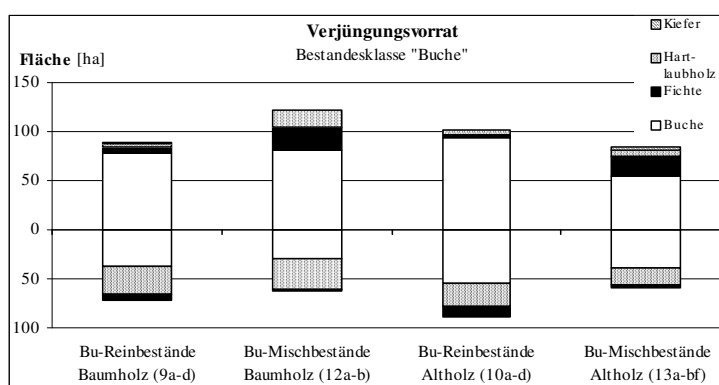 Verjüngungsvorrat
Bestandesklasse "Buche"
Fläche [ha]
Kiefer
Hart-
laubholz
Fichte
Buche
150
100
50
0
50
100
Bu-Reinbestände
Baumholz (9a-d)
Bu-Mischbestände
Baumholz (12a-b)
Bu-Reinbestände
Altholz (10a-d)
Bu-Mischbestände
Altholz (13a-bf)